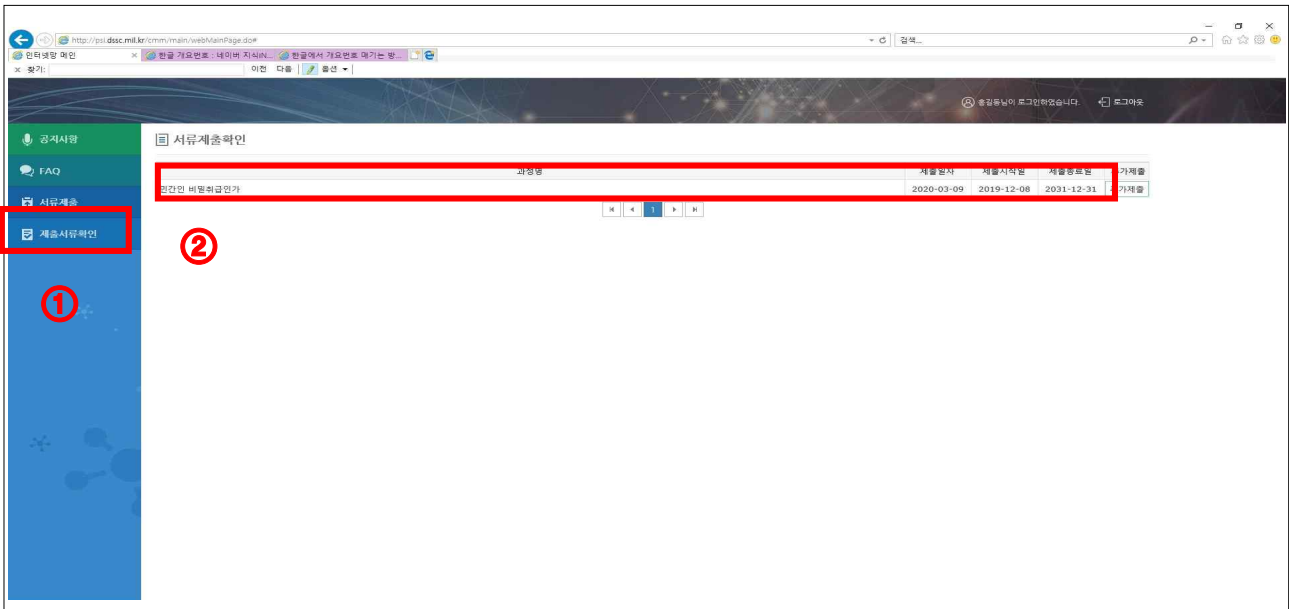 http://psi.dssc.mil.kr/cmm/main/webMainPage.do#
검색...
인터넷망 메인
한글 개요번호 : 네이버 지식iN...
한글에서 개요번호 매기는 방...
× 찾기:
이전 다음 옵션
홍길동님이 로그인하였습니다. 로그아웃
공지사항
서류제출확인
FAQ
과정명 제출일자 제출시작일 제출종료일 추가제출
민간인 비밀취급인가 2020-03-09 2019-12-08 2031-12-31 추가제출
서류제출
1
제출서류확인
②
①